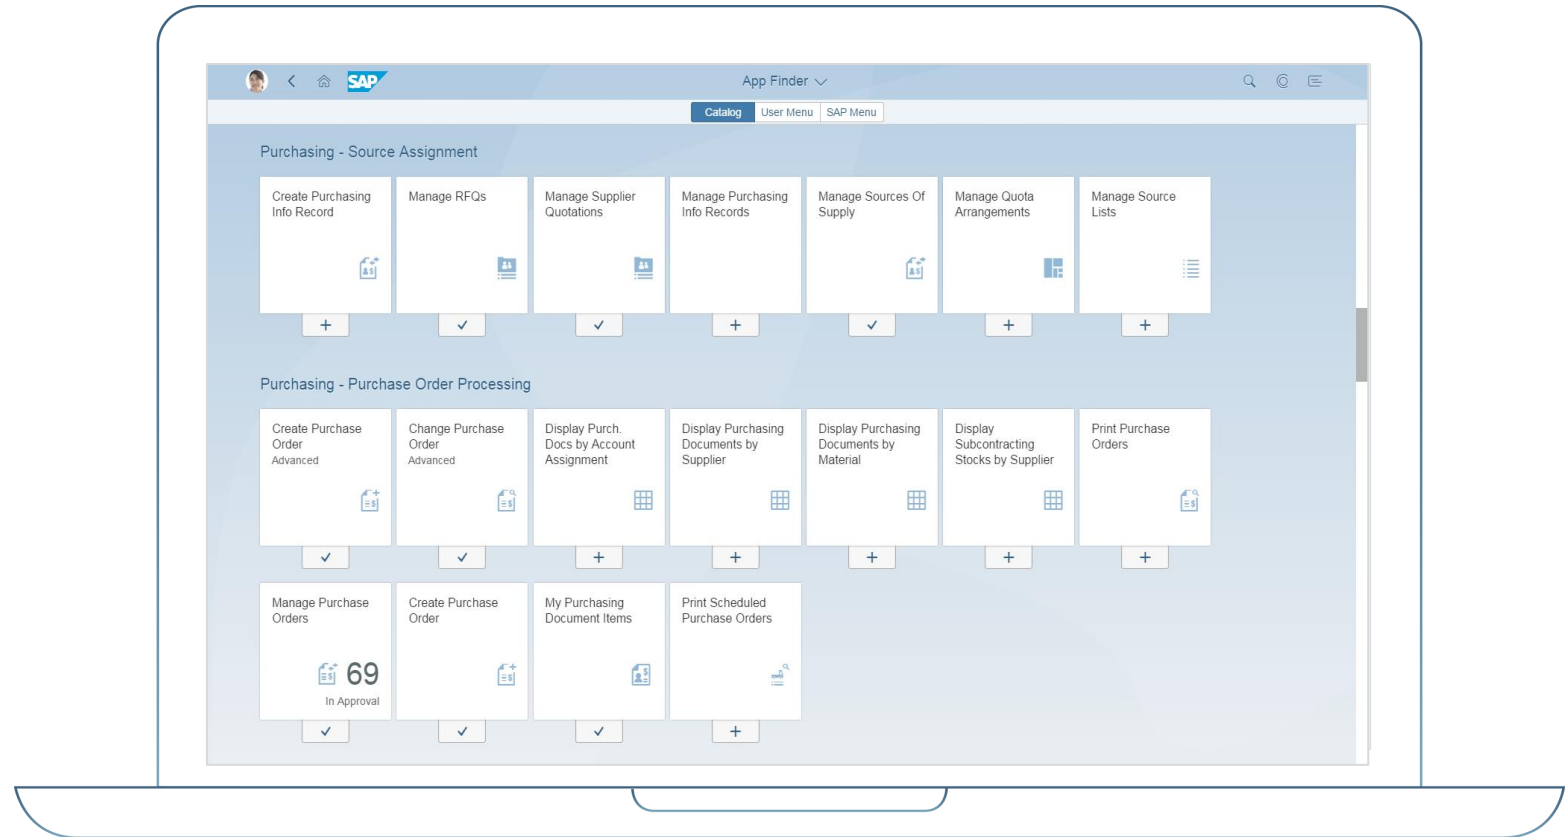 SAP
App Finder
Catalog User Menu SAP Menu
Purchasing - Source Assignment
Create Purchasing
Info Record
Manage RFQs
Manage Supplier
Quotations
Manage Purchasing
Info Records
Manage Sources Of
Supply
Manage Quota
Arrangements
Manage Source
Lists
Purchasing - Purchase Order Processing
Create Purchase
Order
Advanced
Change Purchase
Order
Advanced
Display Purch.
Docs by Account
Assignment
Display Purchasing
Documents by
Supplier
Display Purchasing
Documents by
Material
Display
Subcontracting
Stocks by Supplier
Print Purchase
Orders
Manage Purchase
Orders
69
In Approval
Create Purchase
Order
My Purchasing
Document Items
Print Scheduled
Purchase Orders